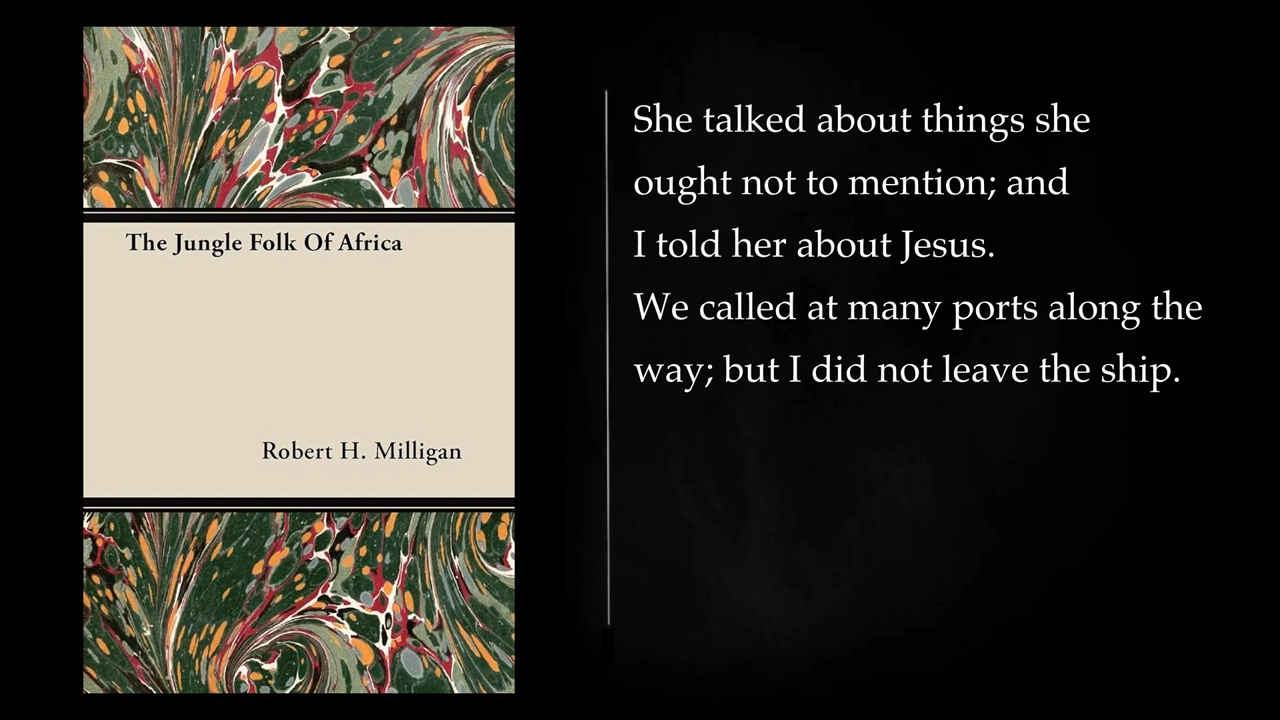 The Jungle Folk Of Africa
Robert H. Milligan
She talked about things she
ought not to mention; and
I told her about Jesus.
We called at many ports along the
way; but I did not leave the ship.